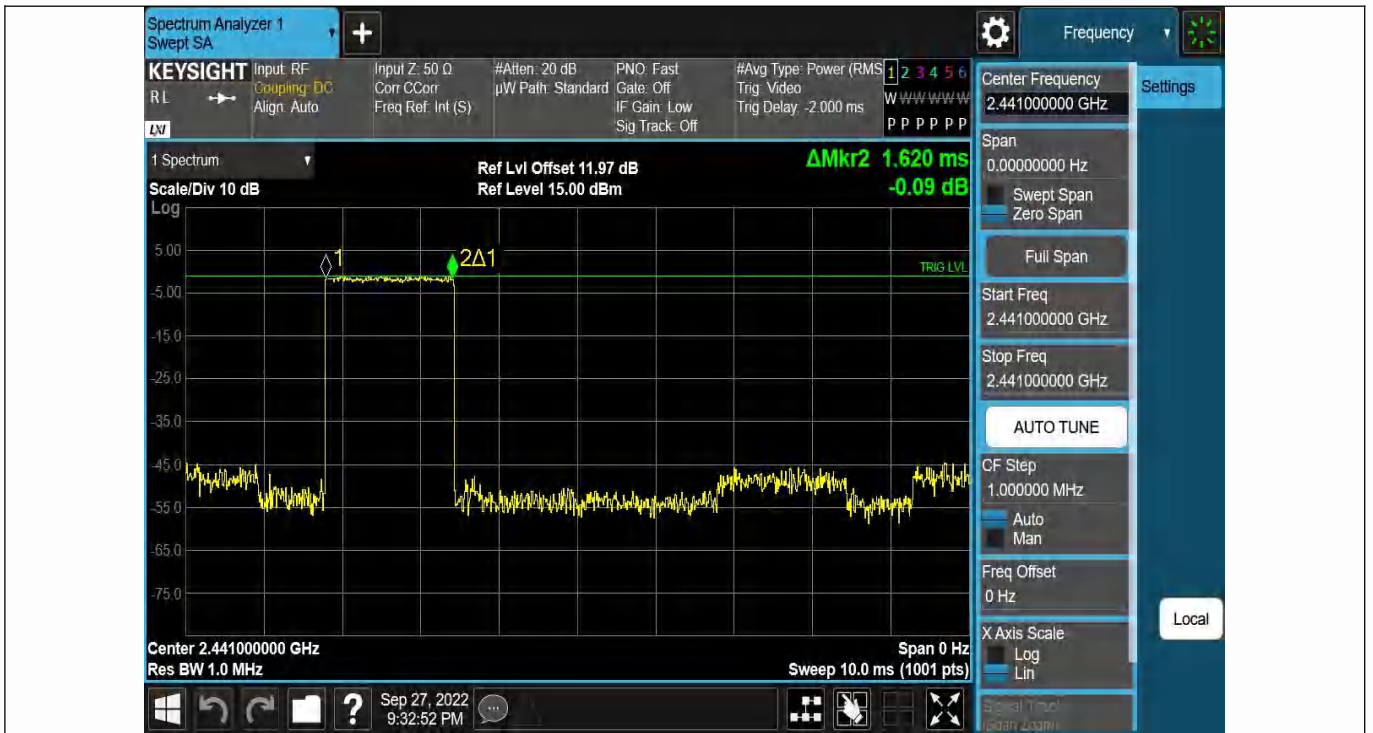 Spectrum Analyzer 1
Swept SA
+
Frequency
KEYSIGHT
RL
LXI
Input: RF
Coupling: DC
Align: Auto
Input Z: 50 Ω
Corr CCorr
Freq Ref: Int (S)
#Atten: 20 dB
µW Path: Standard
PNO: Fast
Gate: Off
IF Gain: Low
Sig Track: Off
#Avg Type: Power (RMS
Trig: Video
Trig Delay: -2.000 ms
1 2 3 4 5 6
W W W W W W
P P P P P P
1 Spectrum
Scale/Div 10 dB
Log
Ref Lvl Offset 11.97 dB
Ref Level 15.00 dBm
ΔMkr2 1.620 ms
-0.09 dB
1
2Δ1
TRIG LVL
5.00
-5.00
-15.0
-25.0
-35.0
-45.0
-55.0
-65.0
-75.0
Center 2.441000000 GHz
Res BW 1.0 MHz
Span 0 Hz
Sweep 10.0 ms (1001 pts)
Center Frequency
2.441000000 GHz
Settings
Span
0.00000000 Hz
Swept Span
Zero Span
Full Span
Start Freq
2.441000000 GHz
Stop Freq
2.441000000 GHz
AUTO TUNE
CF Step
1.000000 MHz
Auto
Man
Freq Offset
0 Hz
X Axis Scale
Log
Lin
Signal Track
(Span Zoom)
Local
?
Sep 27, 2022
9:32:52 PM